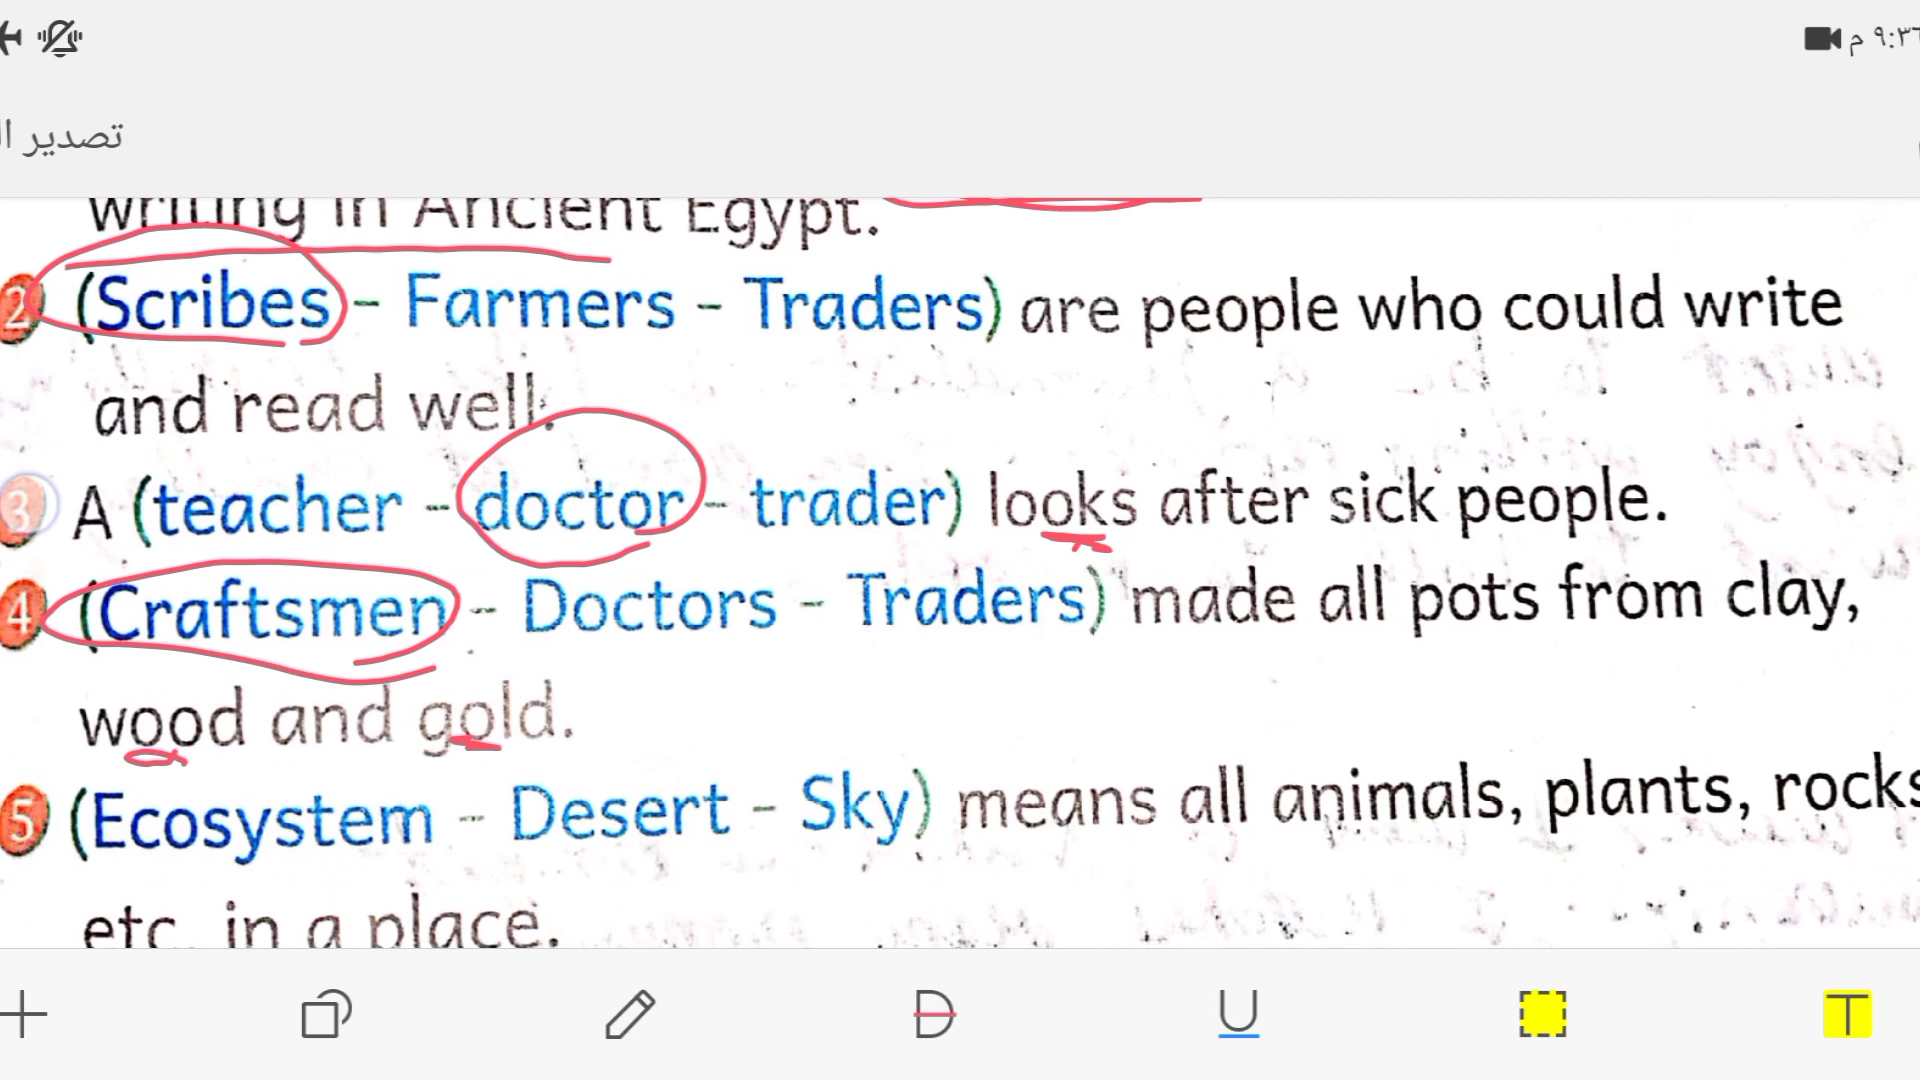 ٩:٣٦ م
تصدير
writing in Ancient Egypt.
2 (Scribes - Farmers - Traders) are people who could write
and read well.
3 A (teacher - doctor - trader) looks after sick people.
4 (Craftsmen - Doctors - Traders) made all pots from clay,
wood and gold.
5 (Ecosystem - Desert - Sky) means all animals, plants, rocks
etc. in a place.
D U T